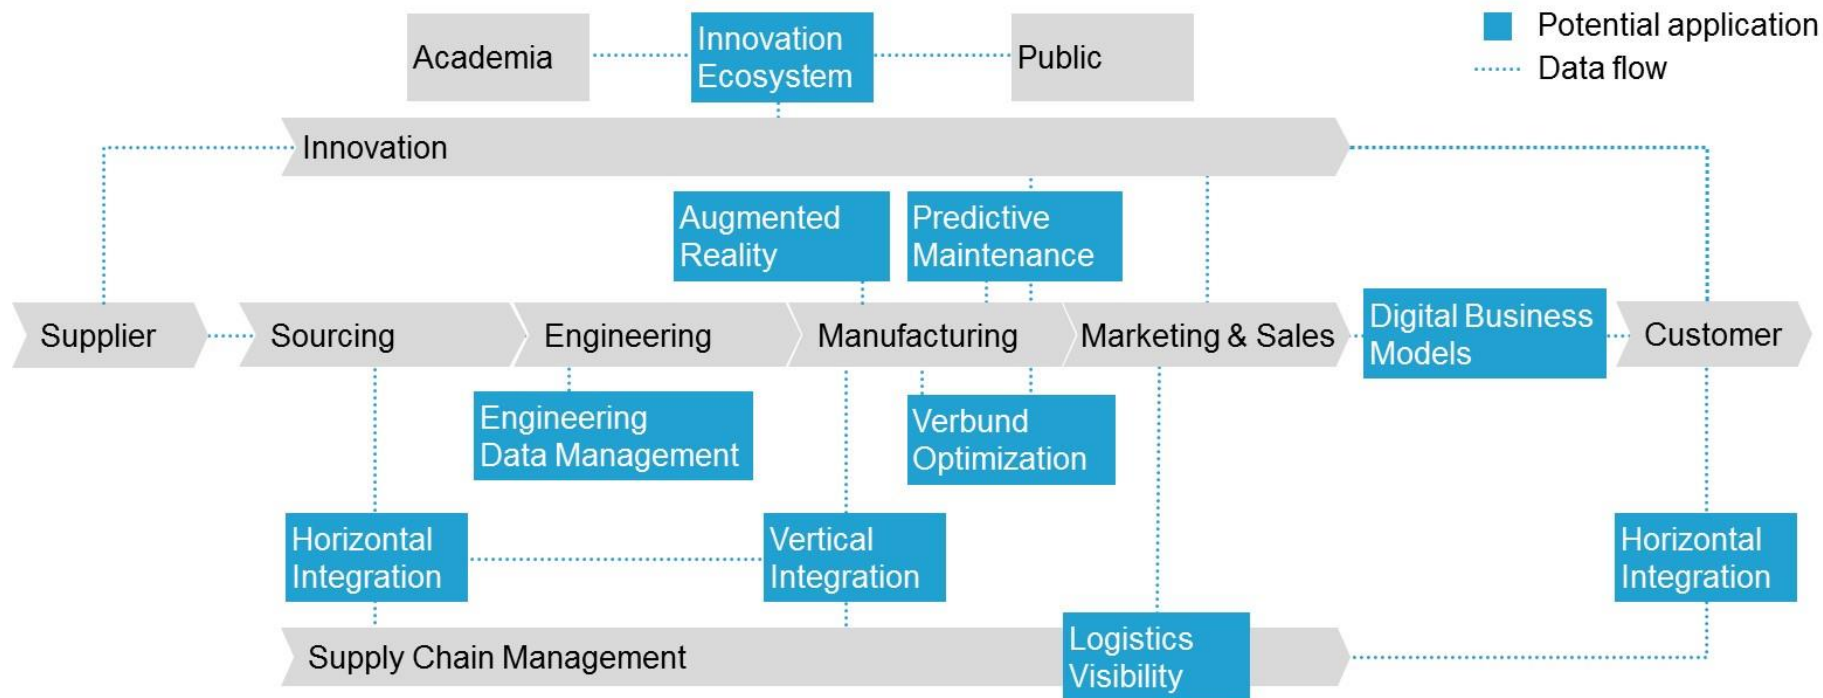 Academia
Innovation
Ecosystem
Public
Potential application
Data flow
Innovation
Augmented
Reality
Predictive
Maintenance
Supplier
Sourcing
Engineering
Manufacturing
Marketing & Sales
Digital Business
Models
Customer
Engineering
Data Management
Verbund
Optimization
Horizontal
Integration
Vertical
Integration
Horizontal
Integration
Supply Chain Management
Logistics
Visibility